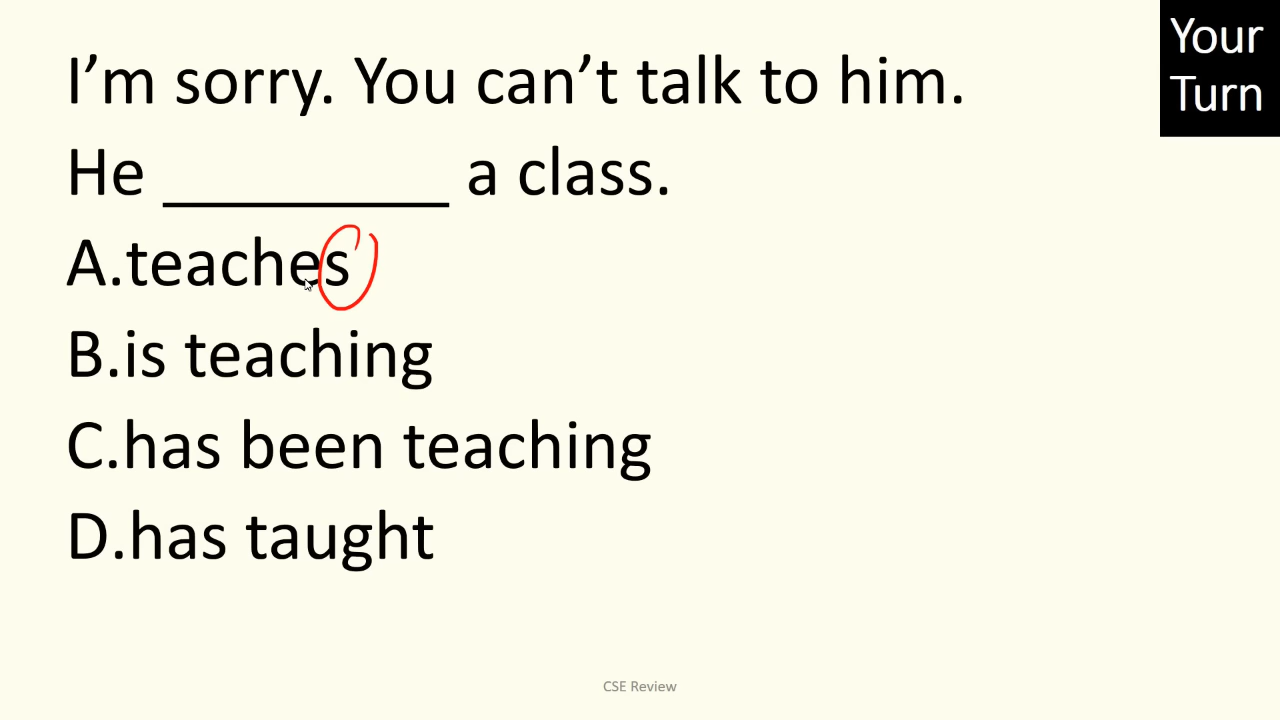 I’m sorry. You can’t talk to him.
He ________ a class.
A.teaches
B.is teaching
C.has been teaching
D.has taught
Your
Turn
CSE Review